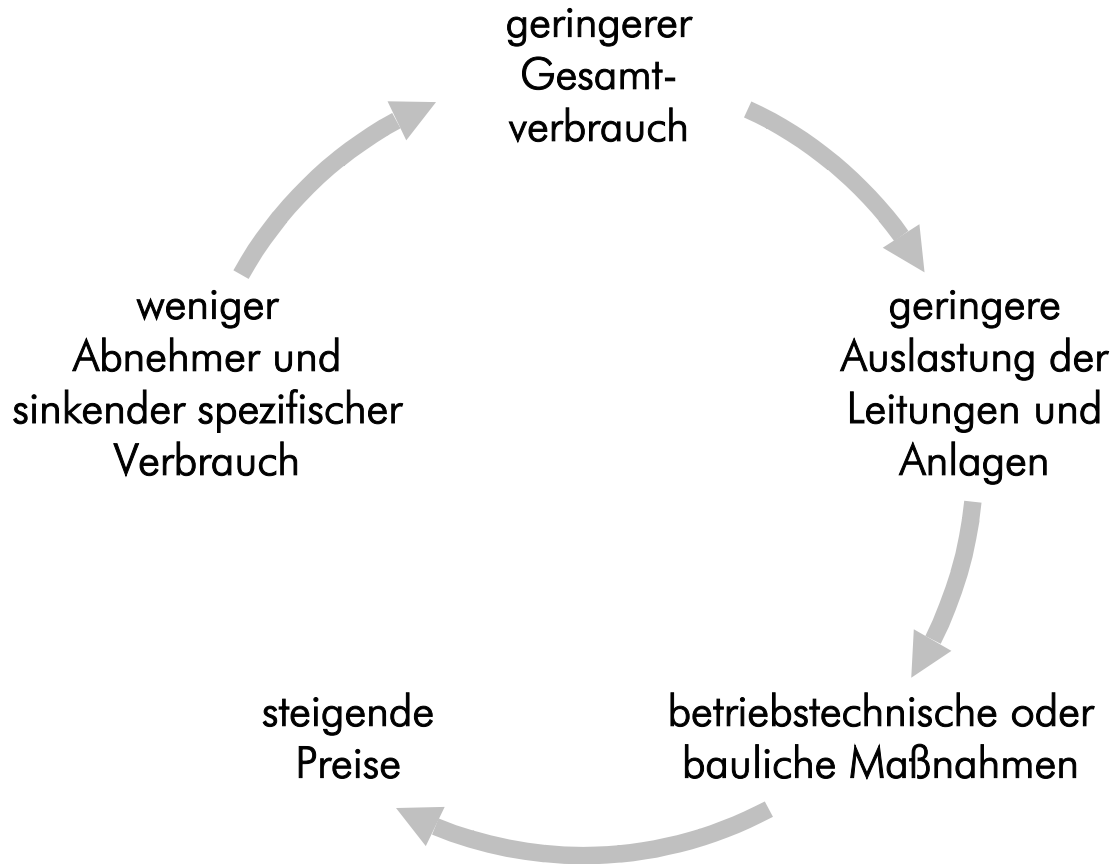 geringerer
Gesamt-
verbrauch
geringere
Auslastung der
Leitungen und
Anlagen
betriebstechnische oder
bauliche Maßnahmen
steigende
Preise
weniger
Abnehmer und
sinkender spezifischer
Verbrauch